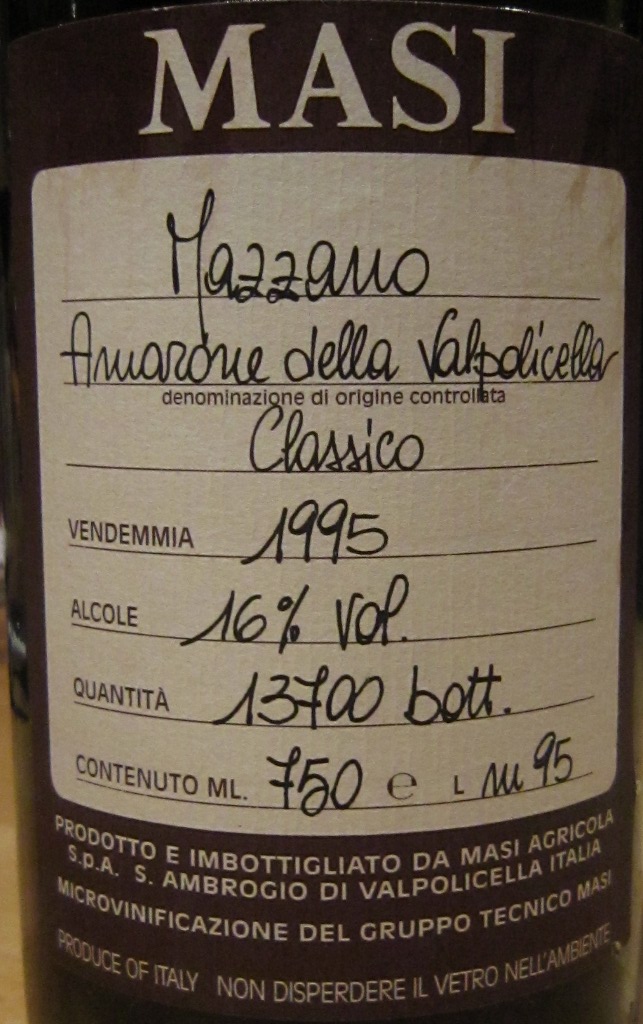 MASI
Mazzano
Amarone della Valpolicella
denominazione di origine controllata
Classico
VENDEMMIA 1995
ALCOLE 16% Vol.
QUANTITÀ 13700 bott.
CONTENUTO ML. 750 e L m 95
PRODOTTO E IMBOTTIGLIATO DA MASI AGRICOLA
S.p.A. S. AMBROGIO DI VALPOLICELLA ITALIA
MICROVINIFICAZIONE DEL GRUPPO TECNICO MASI
PRODUCE OF ITALY NON DISPERDERE IL VETRO NELL'AMBIENTE